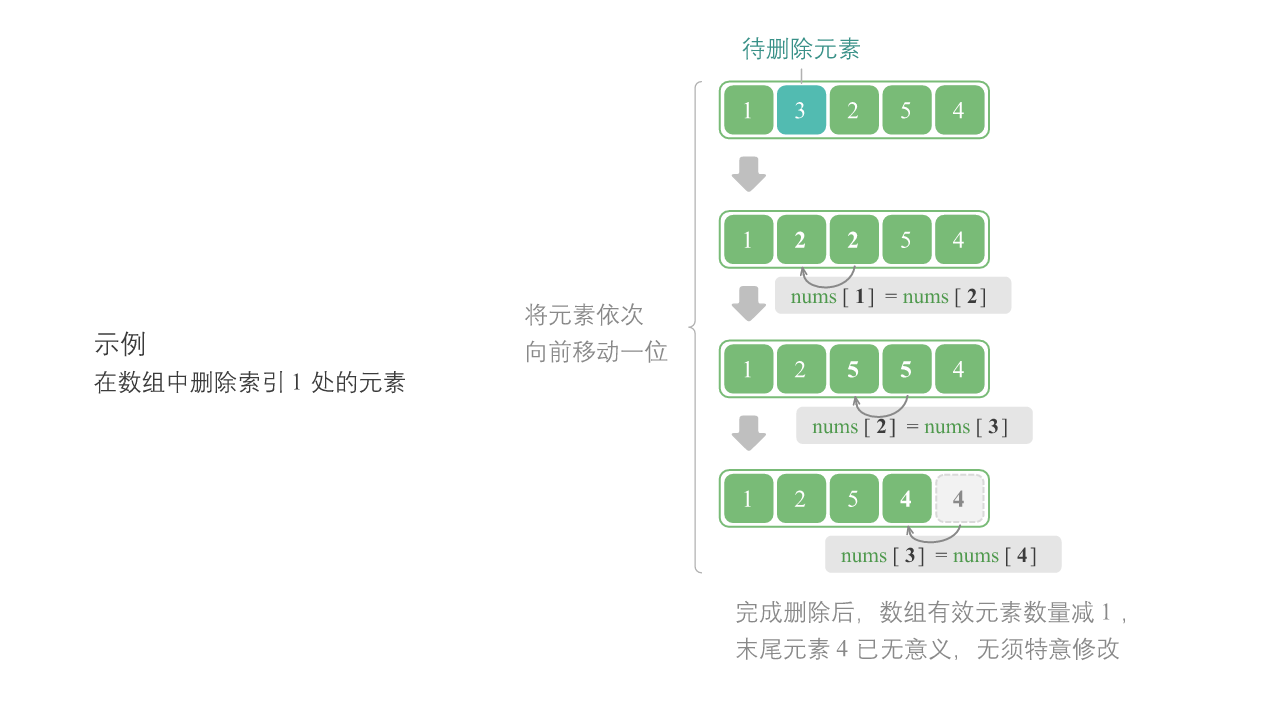 待删除元素
1 3 2 5 4
1 2 2 5 4
nums [ 1 ] = nums [ 2 ]
将元素依次
向前移动一位
示例
在数组中删除索引 1 处的元素
1 2 5 5 4
nums [ 2 ] = nums [ 3 ]
1 2 5 4 4
nums [ 3 ] = nums [ 4 ]
完成删除后，数组有效元素数量减 1 ，
末尾元素 4 已无意义，无须特意修改